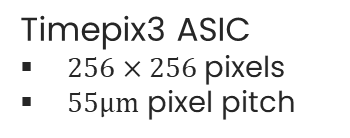 Timepix3 ASIC
▪ 256 × 256 pixels
▪ 55μm pixel pitch